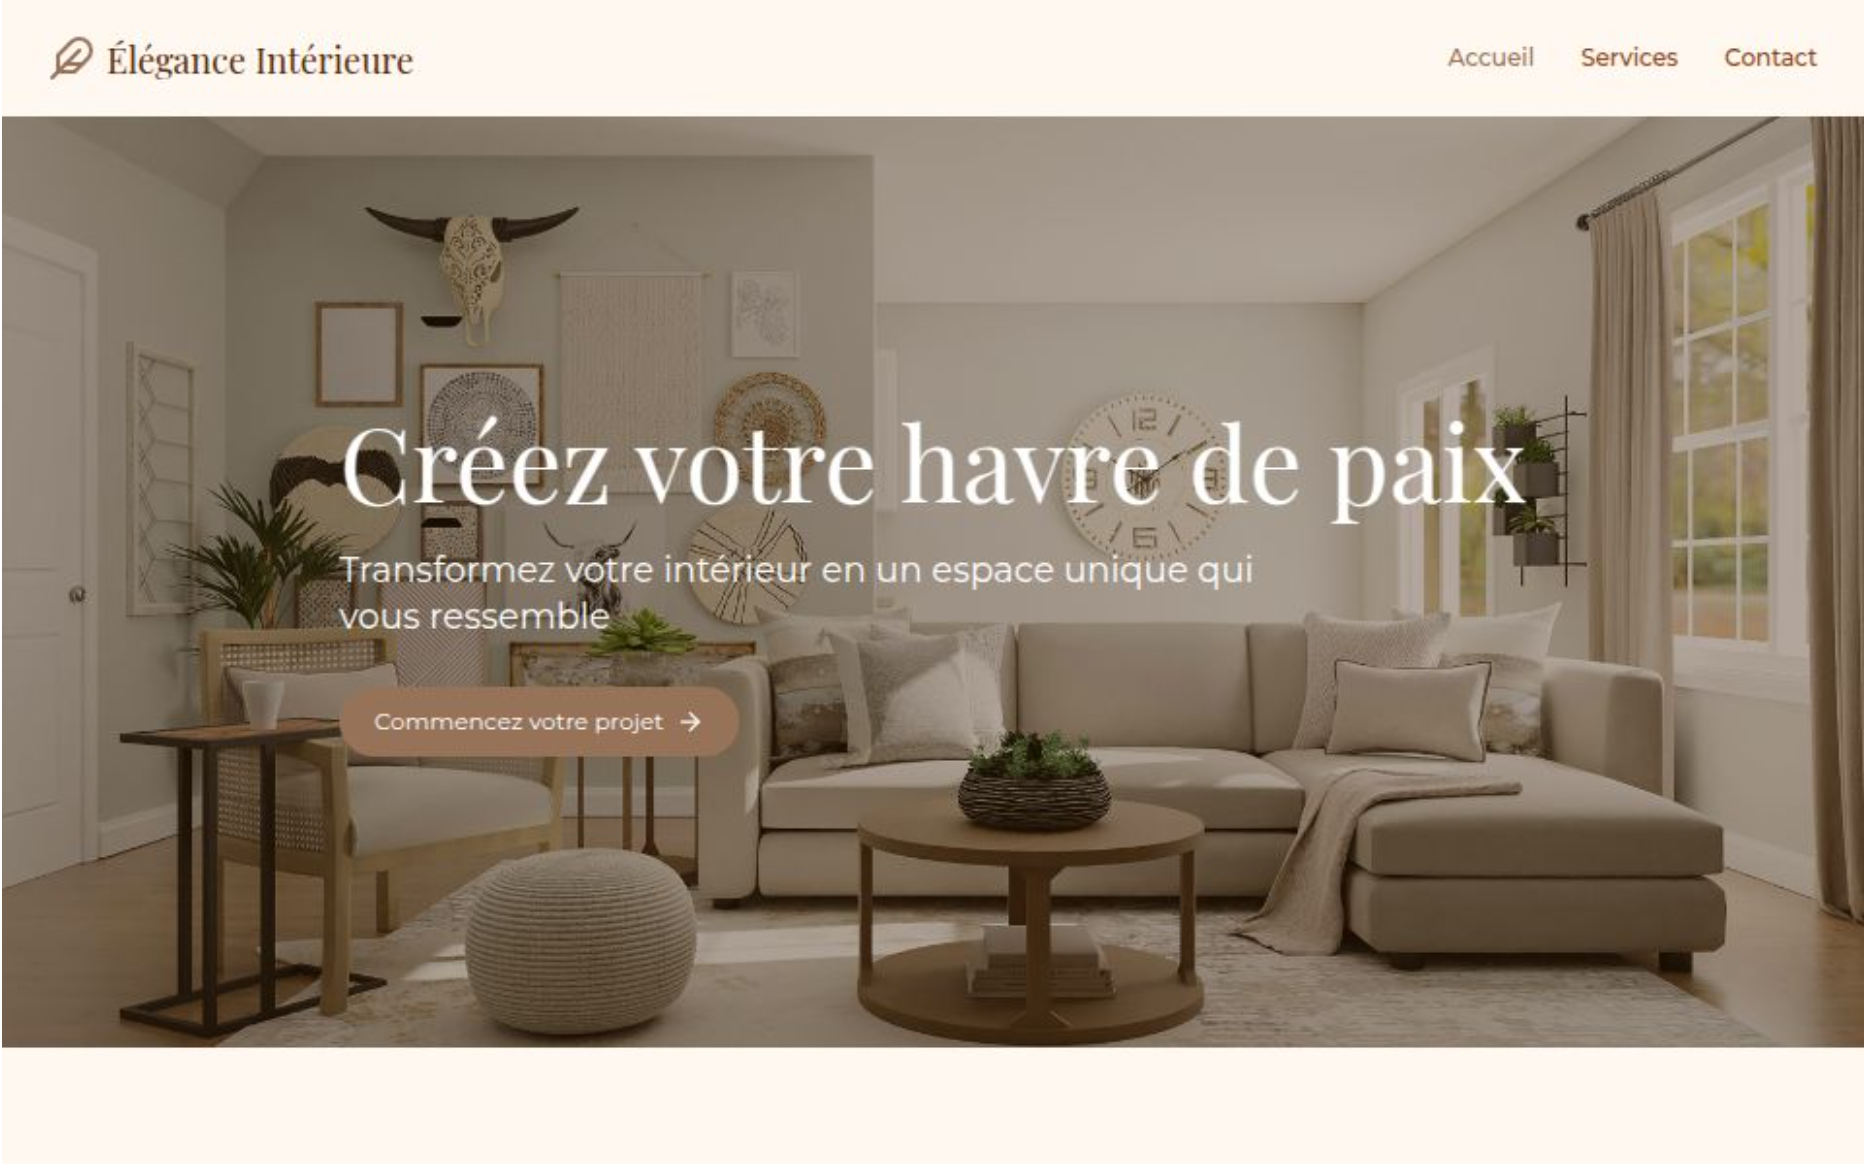 Élégance Intérieure
Accueil
Services
Contact
12
Créez votre havre de paix
Transformez votre intérieur en un espace unique qui
vous ressemble
Commencez votre projet →